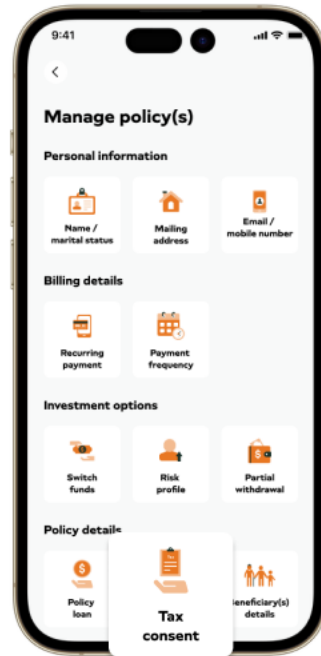 9:41
Manage policy(s)
Personal information
Name /
marital status
Mailing
address
Email /
mobile number
Billing details
Recurring
payment
Payment
frequency
Investment options
Switch
funds
Risk
profile
Partial
withdrawal
Policy details
Policy
loan
Tax
consent
Beneficiary(s)
details